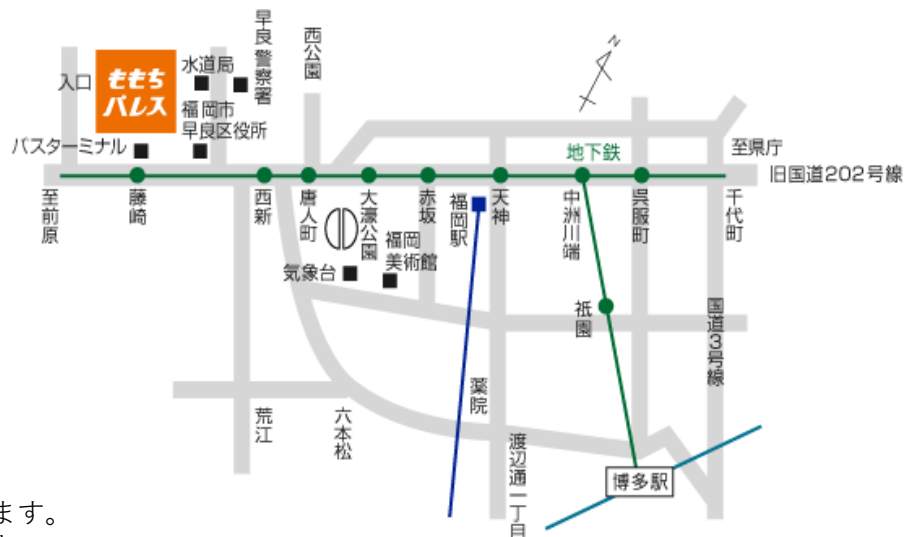 早良警察署
西公園
N
水道局
入口
ももち
パレス
福岡市
早良区役所
バスターミナル
地下鉄
至県庁
旧国道202号線
至前原
藤崎
西新
唐人町
大濠公園
赤坂
福岡駅
天神
中洲川端
呉服町
千代町
福岡
美術館
気象台
祇園
国道3号線
薬院
荒江
六本松
渡辺通一丁目
博多駅
ます。